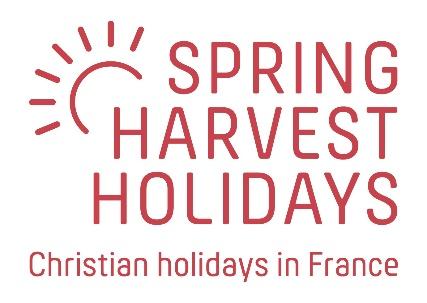 SPRING
HARVEST
HOLIDAYS
Christian holidays in France